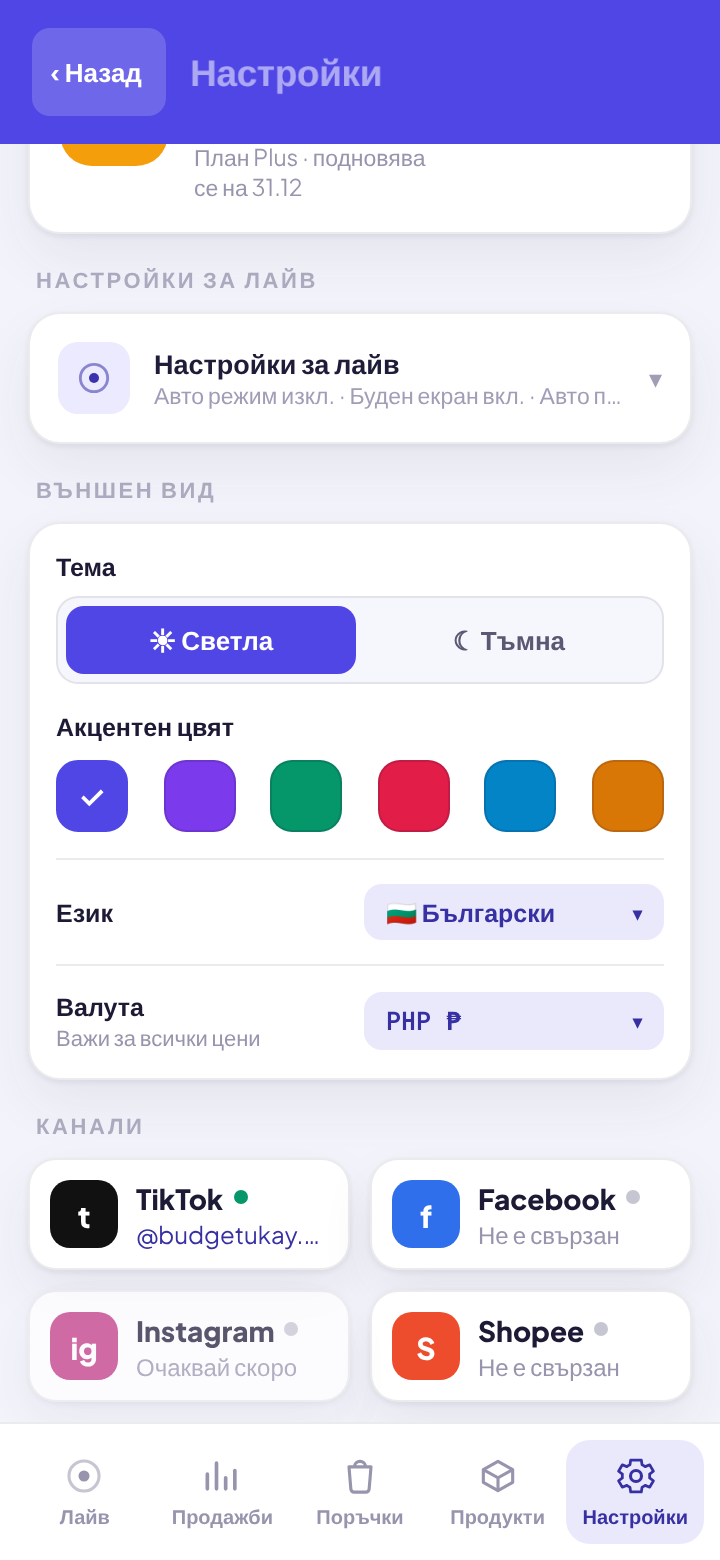 ‹ Назад
Настройки
План Plus · подновява
се на 31.12
НАСТРОЙКИ ЗА ЛАЙВ
Настройки за лайв
Авто режим изкл. · Буден екран вкл. · Авто п...
ВЪНШЕН ВИД
Тема
☀ Светла
☾ Тъмна
Акцентен цвят
Език
🇧🇬 Български
Валута
Важи за всички цени
PHP ₱
КАНАЛИ
t
TikTok
@budgetukay....
f
Facebook
Не е свързан
ig
Instagram
Очаквай скоро
S
Shopee
Не е свързан
Лайв
Продажби
Поръчки
Продукти
Настройки